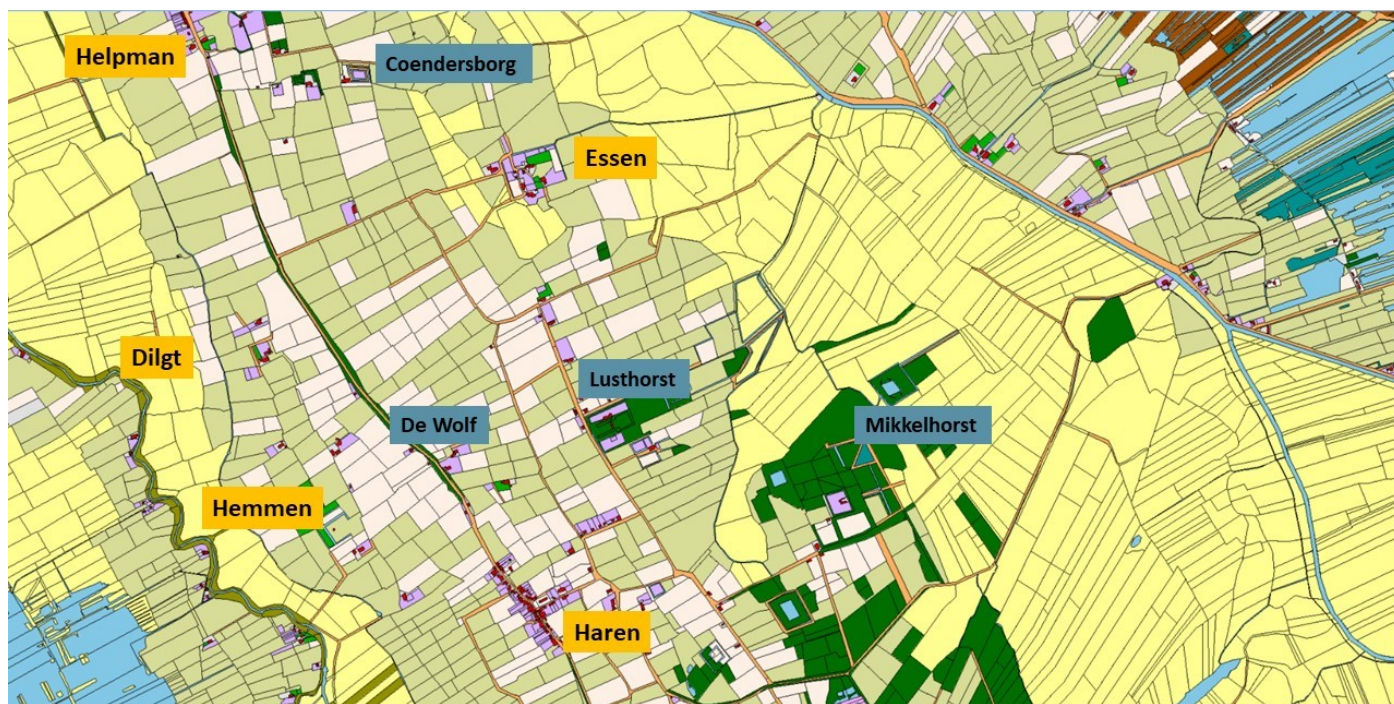 Helpman
Coendersborg
Essen
Dilgt
Lusthorst
De Wolf
Mikkelhorst
Hemmen
Haren